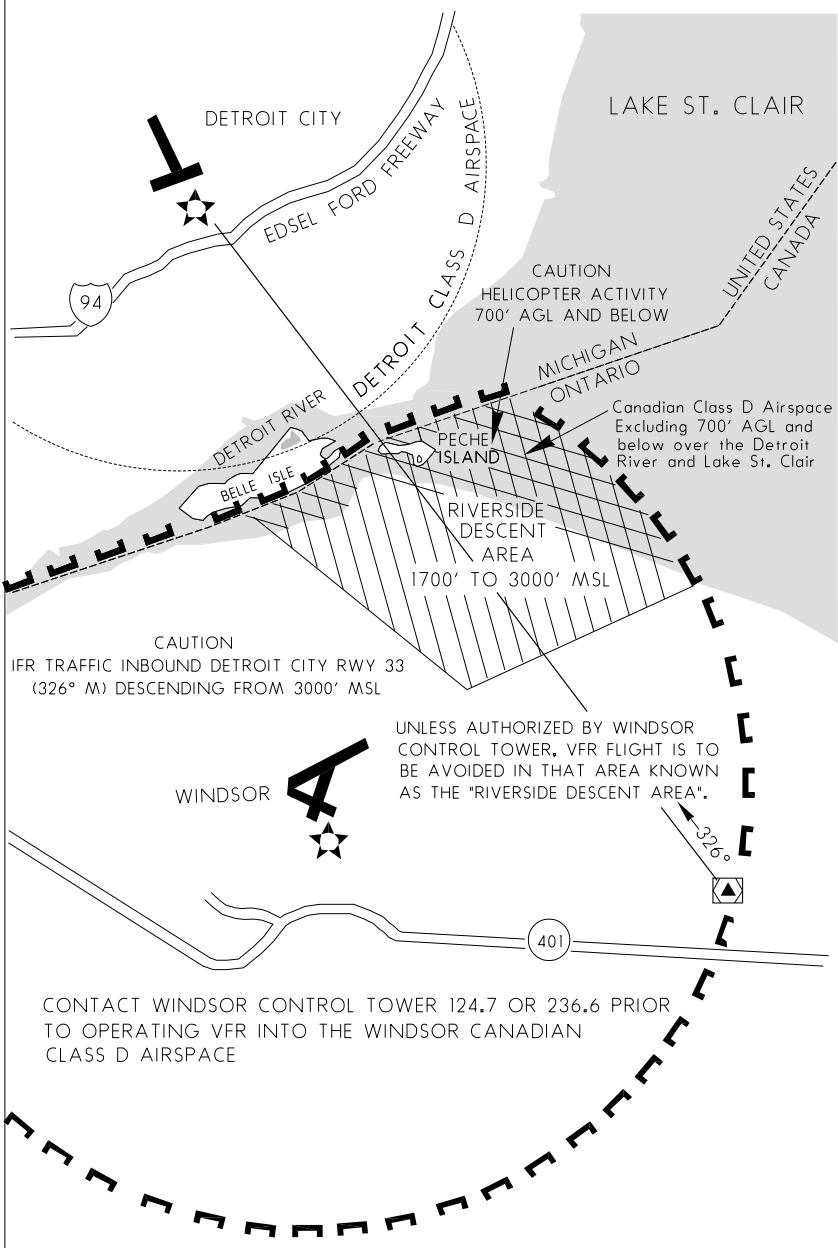 DETROIT CITY
LAKE ST. CLAIR
EDSEL FORD FREEWAY
DETROIT CLASS D AIRSPACE
UNITED STATES
CANADA
94
CAUTION
HELICOPTER ACTIVITY
700' AGL AND BELOW
MICHIGAN
ONTARIO
DETROIT RIVER
Canadian Class D Airspace
Excluding 700' AGL and
below over the Detroit
River and Lake St. Clair
PECHE
ISLAND
BELLE ISLE
RIVERSIDE
DESCENT
AREA
1700' TO 3000' MSL
CAUTION
IFR TRAFFIC INBOUND DETROIT CITY RWY 33
(326° M) DESCENDING FROM 3000' MSL
UNLESS AUTHORIZED BY WINDSOR
CONTROL TOWER, VFR FLIGHT IS TO
BE AVOIDED IN THAT AREA KNOWN
AS THE "RIVERSIDE DESCENT AREA".
WINDSOR
326°
401
CONTACT WINDSOR CONTROL TOWER 124.7 OR 236.6 PRIOR
TO OPERATING VFR INTO THE WINDSOR CANADIAN
CLASS D AIRSPACE